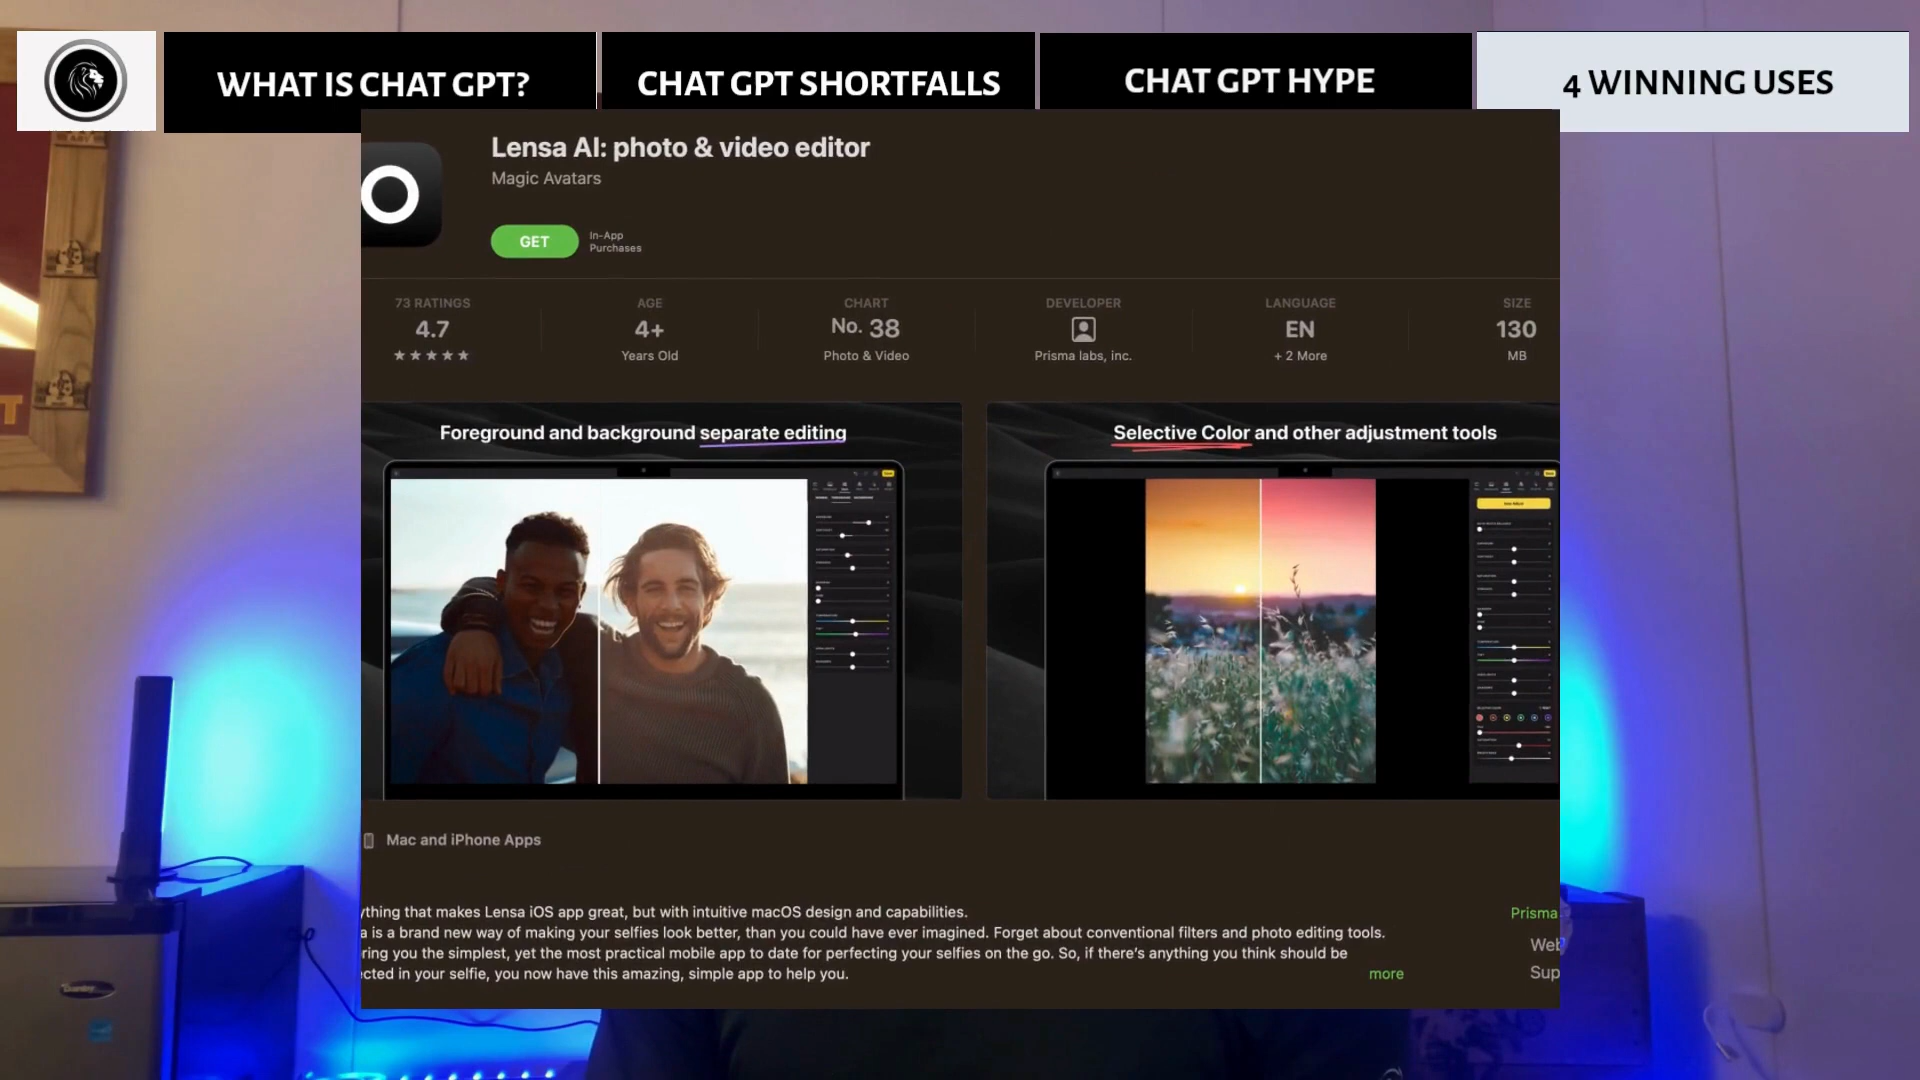 WHAT IS CHAT GPT?
CHAT GPT SHORTFALLS
CHAT GPT HYPE
4 WINNING USES
Lensa AI: photo & video editor
Magic Avatars
GET
In-App
Purchases
73 RATINGS
4.7
AGE
4+
Years Old
CHART
No. 38
Photo & Video
DEVELOPER
Prisma labs, inc.
LANGUAGE
EN
+ 2 More
SIZE
130
MB
Foreground and background separate editing
Selective Color and other adjustment tools
Mac and iPhone Apps
ything that makes Lensa iOS app great, but with intuitive macOS design and capabilities.
a is a brand new way of making your selfies look better, than you could have ever imagined. Forget about conventional filters and photo editing tools.
ring you the simplest, yet the most practical mobile app to date for perfecting your selfies on the go. So, if there's anything you think should be
cted in your selfie, you now have this amazing, simple app to help you.
more
Prisma
Web
Sup